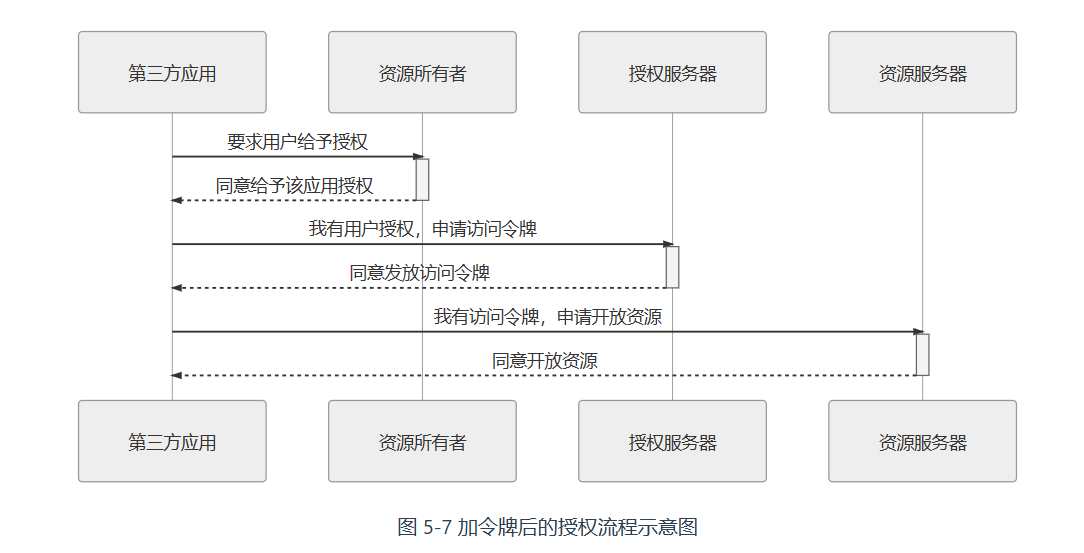 第三方应用 资源所有者 授权服务器 资源服务器
要求用户给予授权
同意给予该应用授权
我有用户授权，申请访问令牌
同意发放访问令牌
我有访问令牌，申请开放资源
同意开放资源
第三方应用 资源所有者 授权服务器 资源服务器
图 5-7 加令牌后的授权流程示意图